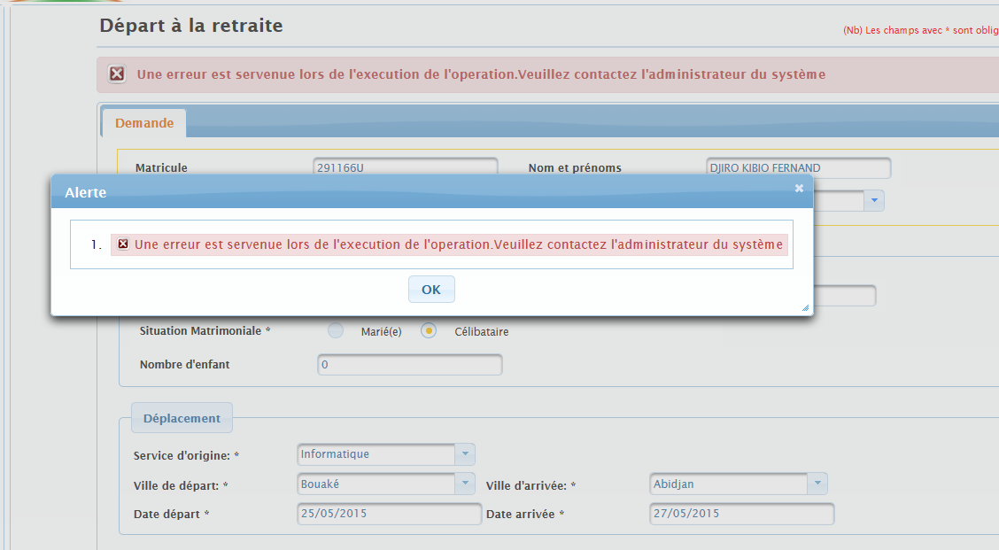 Départ à la retraite
(Nb) Les champs avec * sont oblig
Une erreur est servenue lors de l'execution de l'operation.Veuillez contactez l'administrateur du système
Demande
Matricule 291166U Nom et prénoms DJIRO KIBIO FERNAND
Alerte
1. Une erreur est servenue lors de l'execution de l'operation.Veuillez contactez l'administrateur du système
OK
Situation Matrimoniale * Marié(e) Célibataire
Nombre d'enfant 0
Déplacement
Service d'origine: * Informatique
Ville de départ: * Bouaké Ville d'arrivée: * Abidjan
Date départ * 25/05/2015 Date arrivée * 27/05/2015